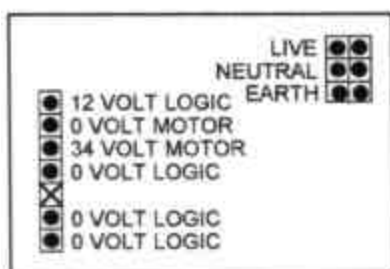 LIVE
NEUTRAL
EARTH
12 VOLT LOGIC
0 VOLT MOTOR
34 VOLT MOTOR
0 VOLT LOGIC
0 VOLT LOGIC
0 VOLT LOGIC